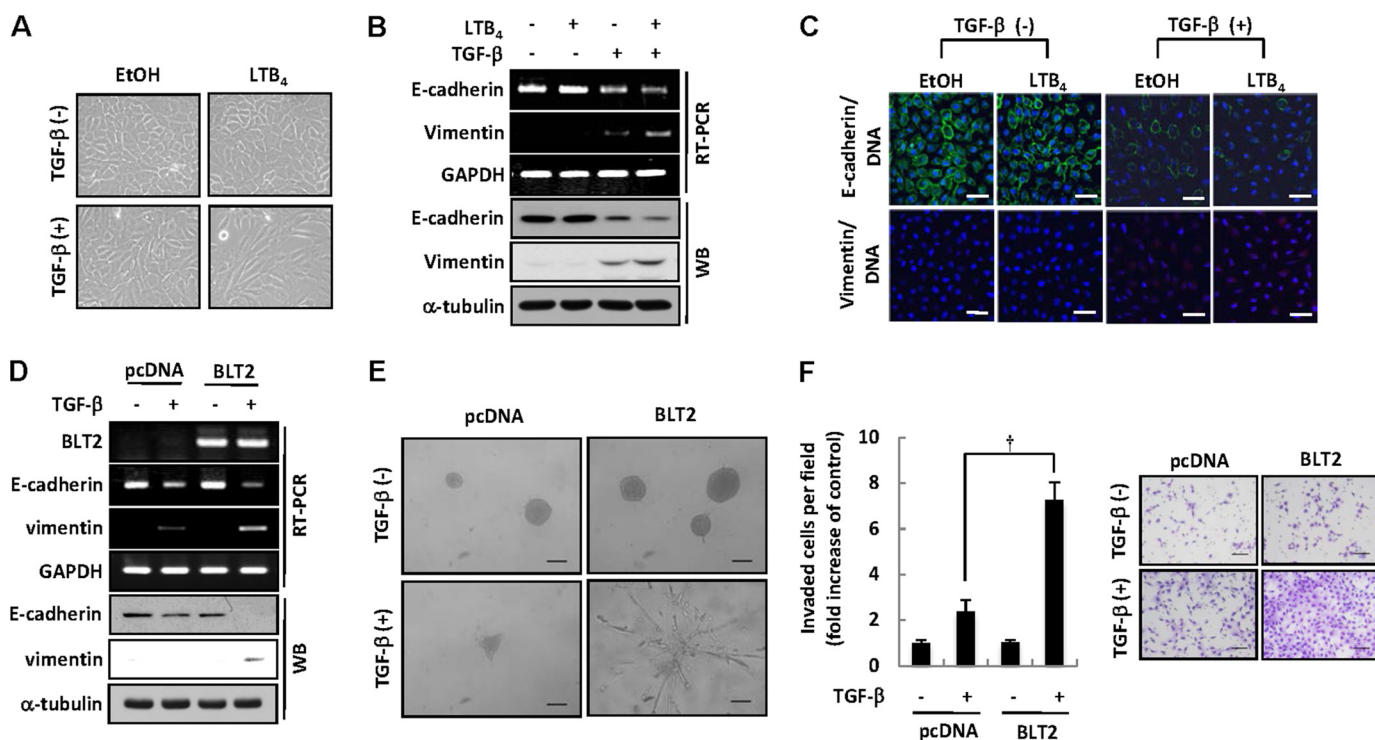 A
EtOH
LTB4
TGF-β (-)
TGF-β (+)
B
LTB4 - + - +
TGF-β - - + +
E-cadherin
Vimentin
GAPDH
RT-PCR
E-cadherin
Vimentin
α-tubulin
WB
C
TGF-β (-)
TGF-β (+)
EtOH
LTB4
EtOH
LTB4
E-cadherin/
DNA
Vimentin/
DNA
D
pcDNA
BLT2
TGF-β - + - +
BLT2
E-cadherin
vimentin
GAPDH
RT-PCR
E-cadherin
vimentin
α-tubulin
WB
E
pcDNA
BLT2
TGF-β (-)
TGF-β (+)
F
Invaded cells per field
(fold increase of control)
10
8
6
4
2
0
†
TGF-β - + - +
pcDNA
BLT2
pcDNA
BLT2
TGF-β (-)
TGF-β (+)